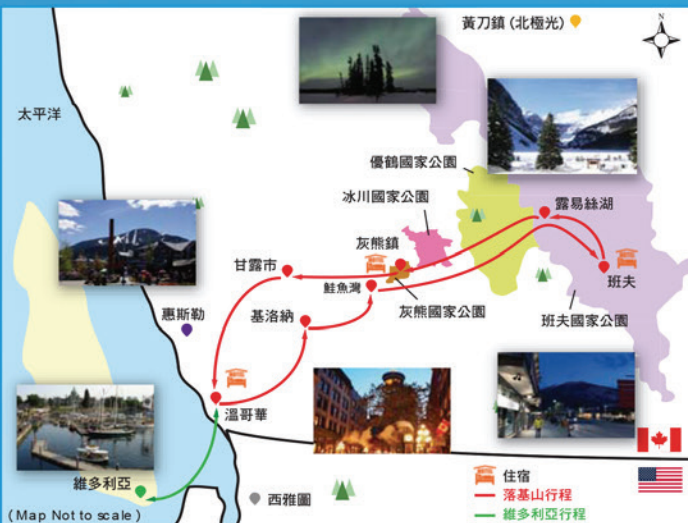 黃刀鎮 (北極光)
N
太平洋
優鶴國家公園
冰川國家公園
露易絲湖
灰熊鎮
甘露市
鮭魚灣
班夫
灰熊國家公園
惠斯勒
基洛納
班夫國家公園
溫哥華
維多利亞
西雅圖
住宿
落基山行程
維多利亞行程
(Map Not to scale)